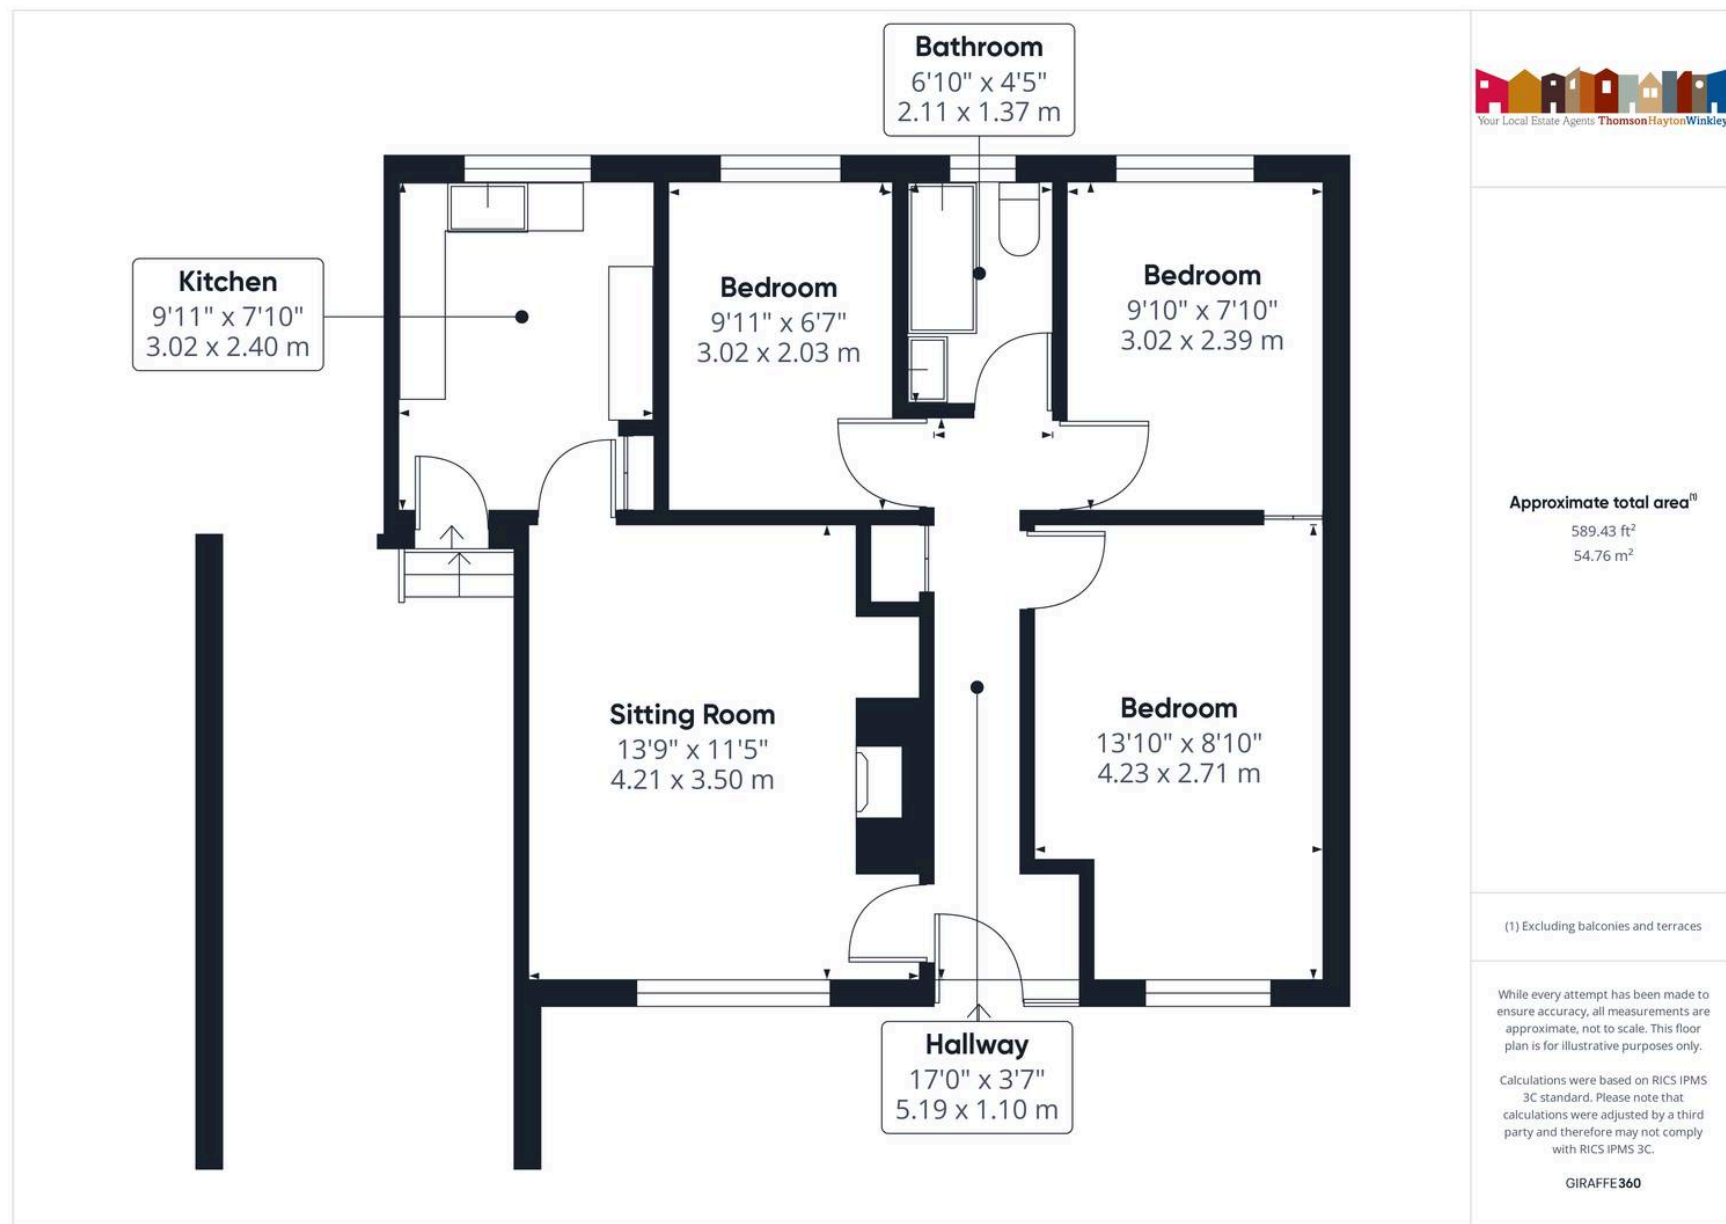 Bathroom
6'10" x 4'5"
2.11 x 1.37 m
Kitchen
9'11" x 7'10"
3.02 x 2.40 m
Bedroom
9'11" x 6'7"
3.02 x 2.03 m
Bedroom
9'10" x 7'10"
3.02 x 2.39 m
Sitting Room
13'9" x 11'5"
4.21 x 3.50 m
Bedroom
13'10" x 8'10"
4.23 x 2.71 m
Hallway
17'0" x 3'7"
5.19 x 1.10 m
Your Local Estate Agents ThomsonHaytonWinkley
Approximate total area(1)
589.43 ft²
54.76 m²
(1) Excluding balconies and terraces
While every attempt has been made to
ensure accuracy, all measurements are
approximate, not to scale. This floor
plan is for illustrative purposes only.
Calculations were based on RICS IPMS
3C standard. Please note that
calculations were adjusted by a third
party and therefore may not comply
with RICS IPMS 3C.
GIRAFFE360